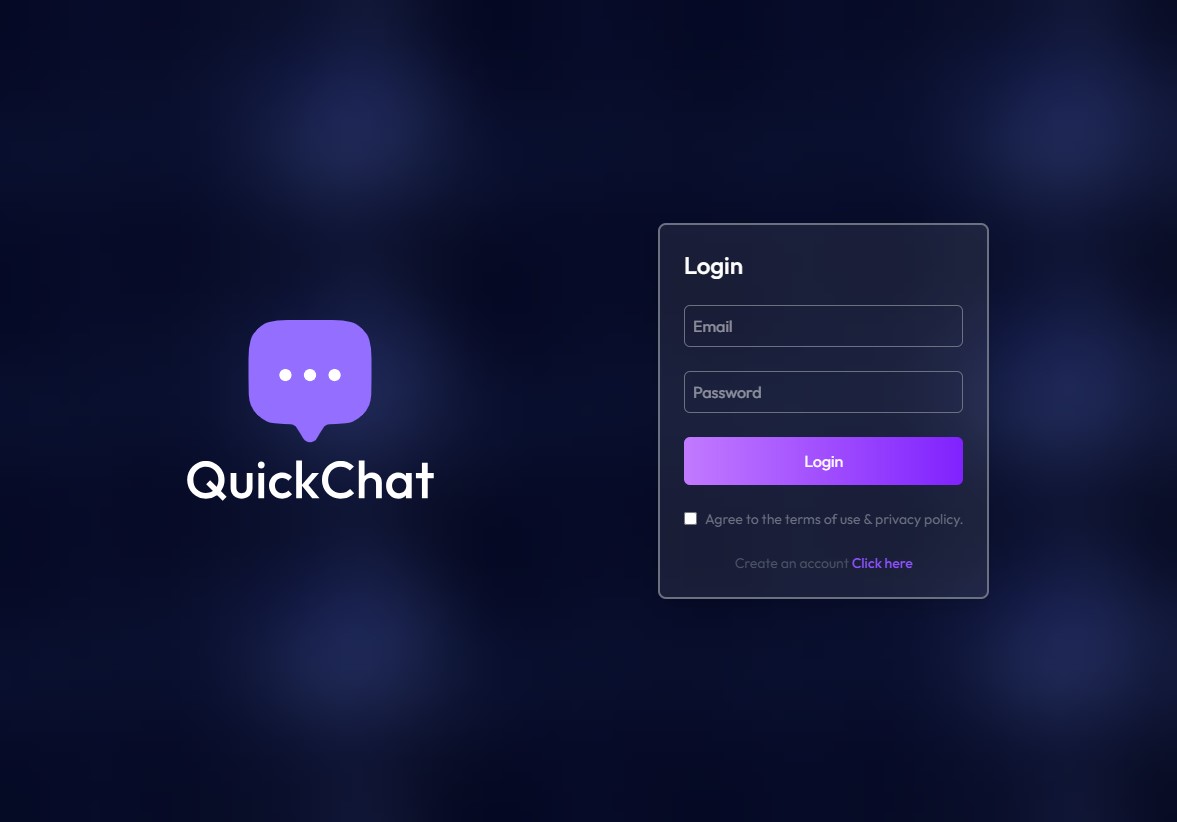 QuickChat
Login
Email
Password
Login
Agree to the terms of use & privacy policy.
Create an account Click here